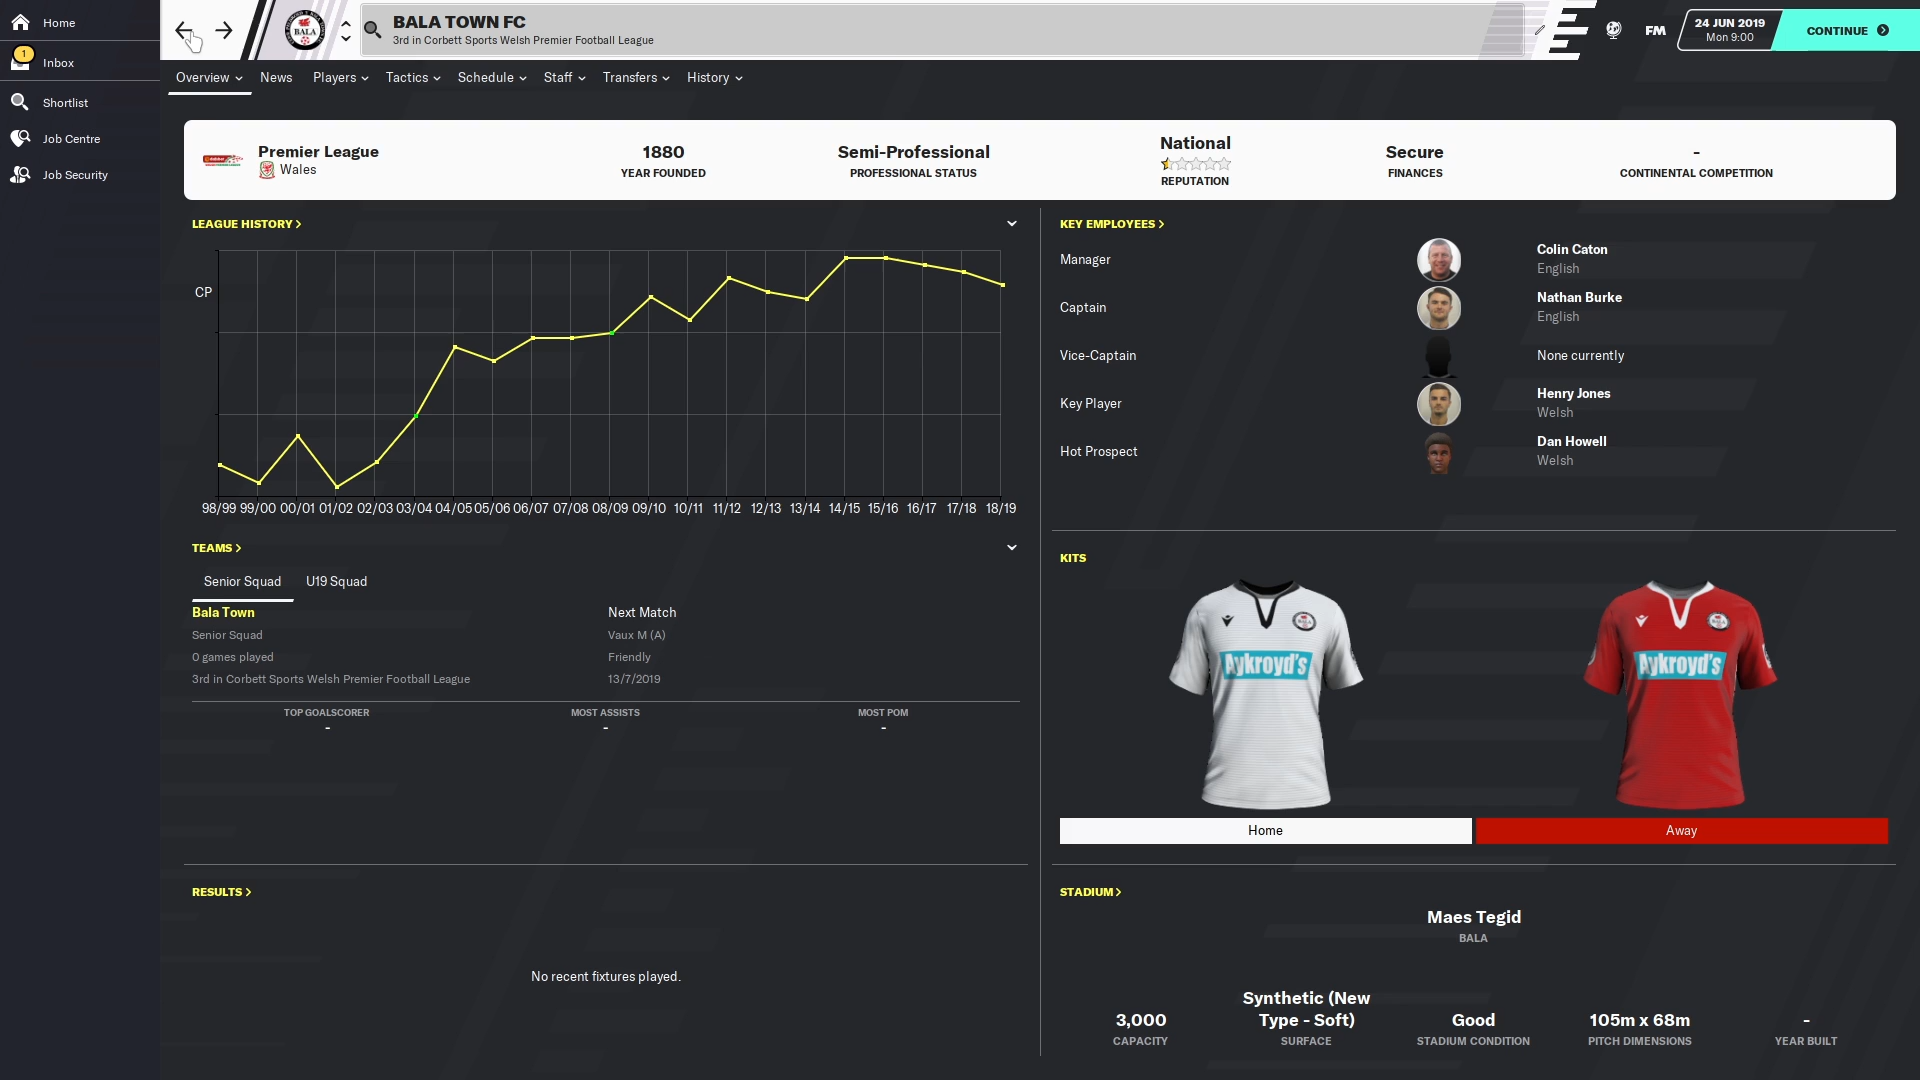 Home
1
Inbox
Shortlist
Job Centre
Job Security
BALA TOWN FC
3rd in Corbett Sports Welsh Premier Football League
BALA
FM
24 JUN 2019
Mon 9:00
CONTINUE
Overview
News
Players
Tactics
Schedule
Staff
Transfers
History
Premier League
Wales
1880
YEAR FOUNDED
Semi-Professional
PROFESSIONAL STATUS
National
REPUTATION
Secure
FINANCES
-
CONTINENTAL COMPETITION
LEAGUE HISTORY >
CP
98/99 99/00 00/01 01/02 02/03 03/04 04/05 05/06 06/07 07/08 08/09 09/10 10/11 11/12 12/13 13/14 14/15 15/16 16/17 17/18 18/19
KEY EMPLOYEES >
Manager
Colin Caton
English
Captain
Nathan Burke
English
Vice-Captain
None currently
Key Player
Henry Jones
Welsh
Hot Prospect
Dan Howell
Welsh
TEAMS >
Senior Squad
U19 Squad
Bala Town
Senior Squad
0 games played
3rd in Corbett Sports Welsh Premier Football League
Next Match
Vaux M (A)
Friendly
13/7/2019
TOP GOALSCORER
-
MOST ASSISTS
-
MOST POM
-
KITS
Aykroyd's
Aykroyd's
Home
Away
RESULTS >
No recent fixtures played.
STADIUM >
Maes Tegid
BALA
3,000
CAPACITY
Synthetic (New
Type - Soft)
SURFACE
Good
STADIUM CONDITION
105m x 68m
PITCH DIMENSIONS
-
YEAR BUILT